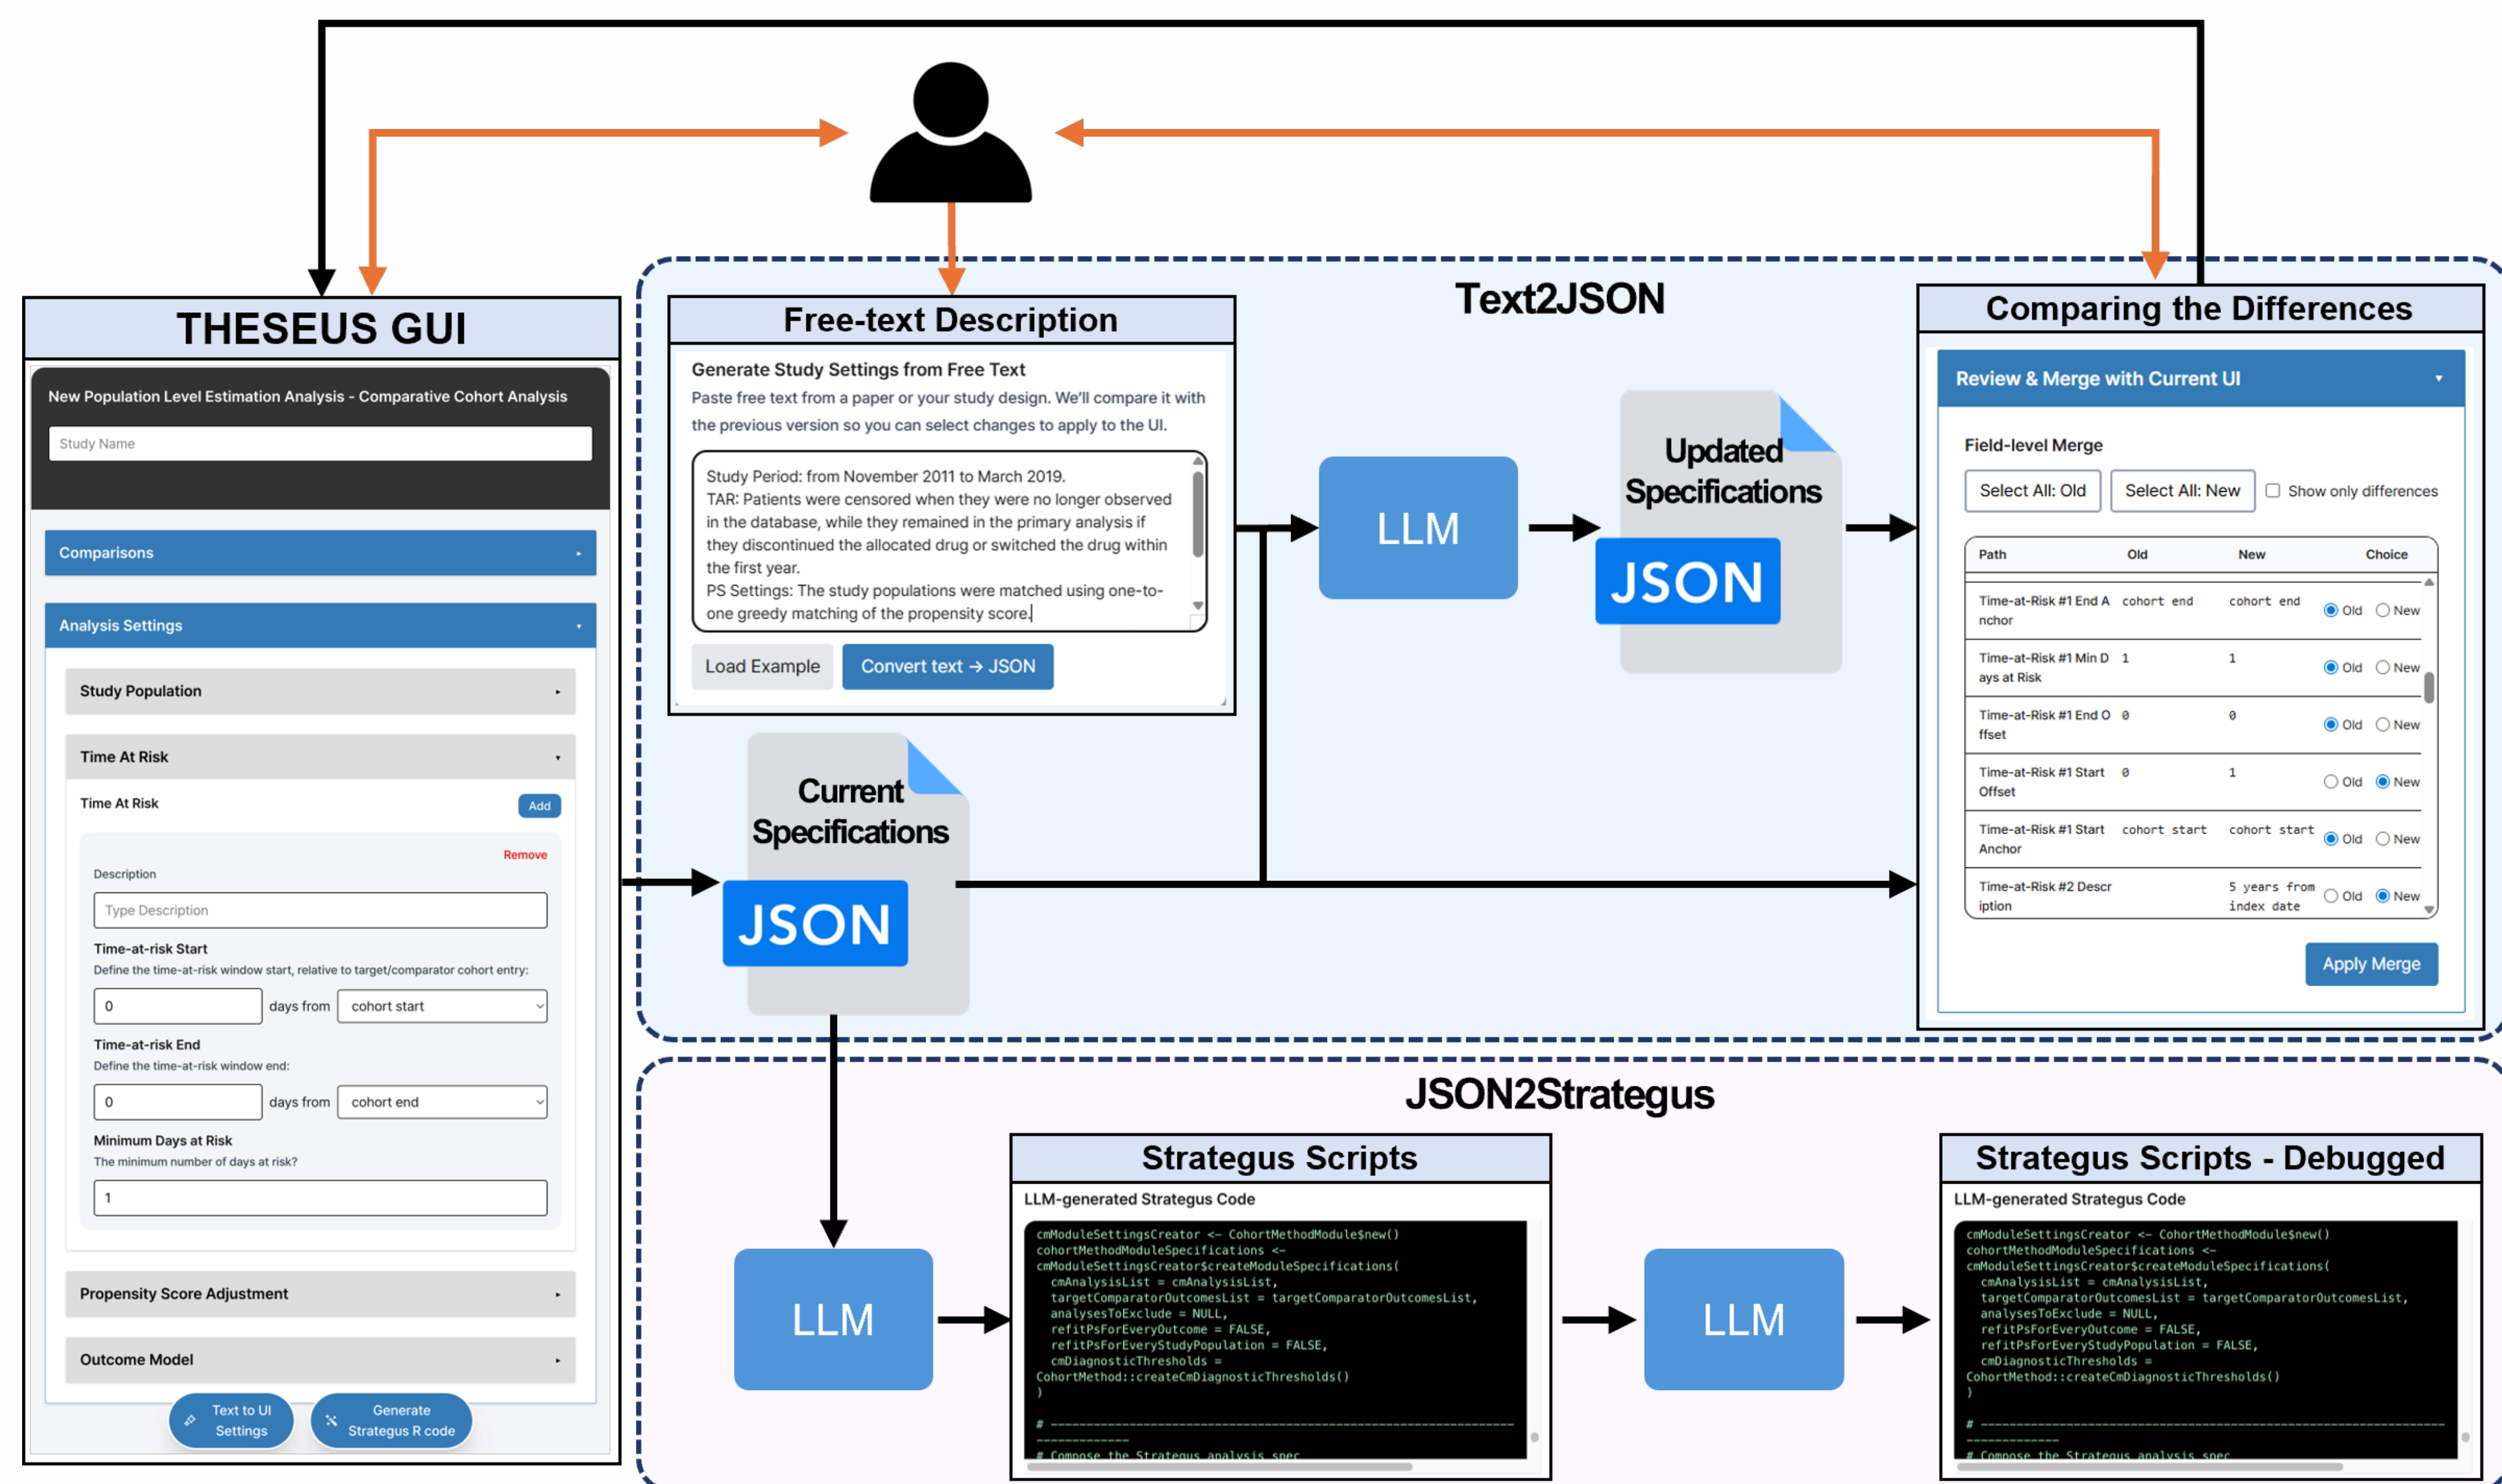 THESEUS GUI
New Population Level Estimation Analysis - Comparative Cohort Analysis
Study Name
Comparisons
Analysis Settings
Study Population
Time At Risk
Time At Risk
Add
Remove
Description
Type Description
Time-at-risk Start
Define the time-at-risk window start, relative to target/comparator cohort entry:
0 days from cohort start
Time-at-risk End
Define the time-at-risk window end:
0 days from cohort end
Minimum Days at Risk
The minimum number of days at risk?
1
Propensity Score Adjustment
Outcome Model
Text to UI
Settings
Generate
Strategus R code
Text2JSON
Free-text Description
Generate Study Settings from Free Text
Paste free text from a paper or your study design. We'll compare it with
the previous version so you can select changes to apply to the UI.
Study Period: from November 2011 to March 2019.
TAR: Patients were censored when they were no longer observed
in the database, while they remained in the primary analysis if
they discontinued the allocated drug or switched the drug within
the first year.
PS Settings: The study populations were matched using one-to-
one greedy matching of the propensity score.
Load Example
Convert text → JSON
LLM
Updated
Specifications
JSON
Current
Specifications
JSON
Comparing the Differences
Review & Merge with Current UI
Field-level Merge
Select All: Old
Select All: New
Show only differences
Path Old New Choice
Time-at-Risk #1 End A cohort end cohort end Old New
nchor
Time-at-Risk #1 Min D 1 1 Old New
ays at Risk
Time-at-Risk #1 End O 0 0 Old New
ffset
Time-at-Risk #1 Start 0 1 Old New
Offset
Time-at-Risk #1 Start cohort start cohort start Old New
Anchor
Time-at-Risk #2 Descr 5 years from Old New
iption index date
Apply Merge
JSON2Strategus
LLM
Strategus Scripts
LLM-generated Strategus Code
cmModuleSettingsCreator <- CohortMethodModule$new()
cohortMethodModuleSpecifications <-
cmModuleSettingsCreator$createModuleSpecifications(
cmAnalysisList = cmAnalysisList,
targetComparatorOutcomesList = targetComparatorOutcomesList,
analysesToExclude = NULL,
refitPsForEveryOutcome = FALSE,
refitPsForEveryStudyPopulation = FALSE,
cmDiagnosticThresholds =
CohortMethod::createCmDiagnosticThresholds()
)
# ----------------------------------------------------------------
-------------
# Compose the Strategus analysis spec
LLM
Strategus Scripts - Debugged
LLM-generated Strategus Code
cmModuleSettingsCreator <- CohortMethodModule$new()
cohortMethodModuleSpecifications <-
cmModuleSettingsCreator$createModuleSpecifications(
cmAnalysisList = cmAnalysisList,
targetComparatorOutcomesList = targetComparatorOutcomesList,
analysesToExclude = NULL,
refitPsForEveryOutcome = FALSE,
refitPsForEveryStudyPopulation = FALSE,
cmDiagnosticThresholds =
CohortMethod::createCmDiagnosticThresholds()
)
# ----------------------------------------------------------------
-------------
# Compose the Strategus analysis spec